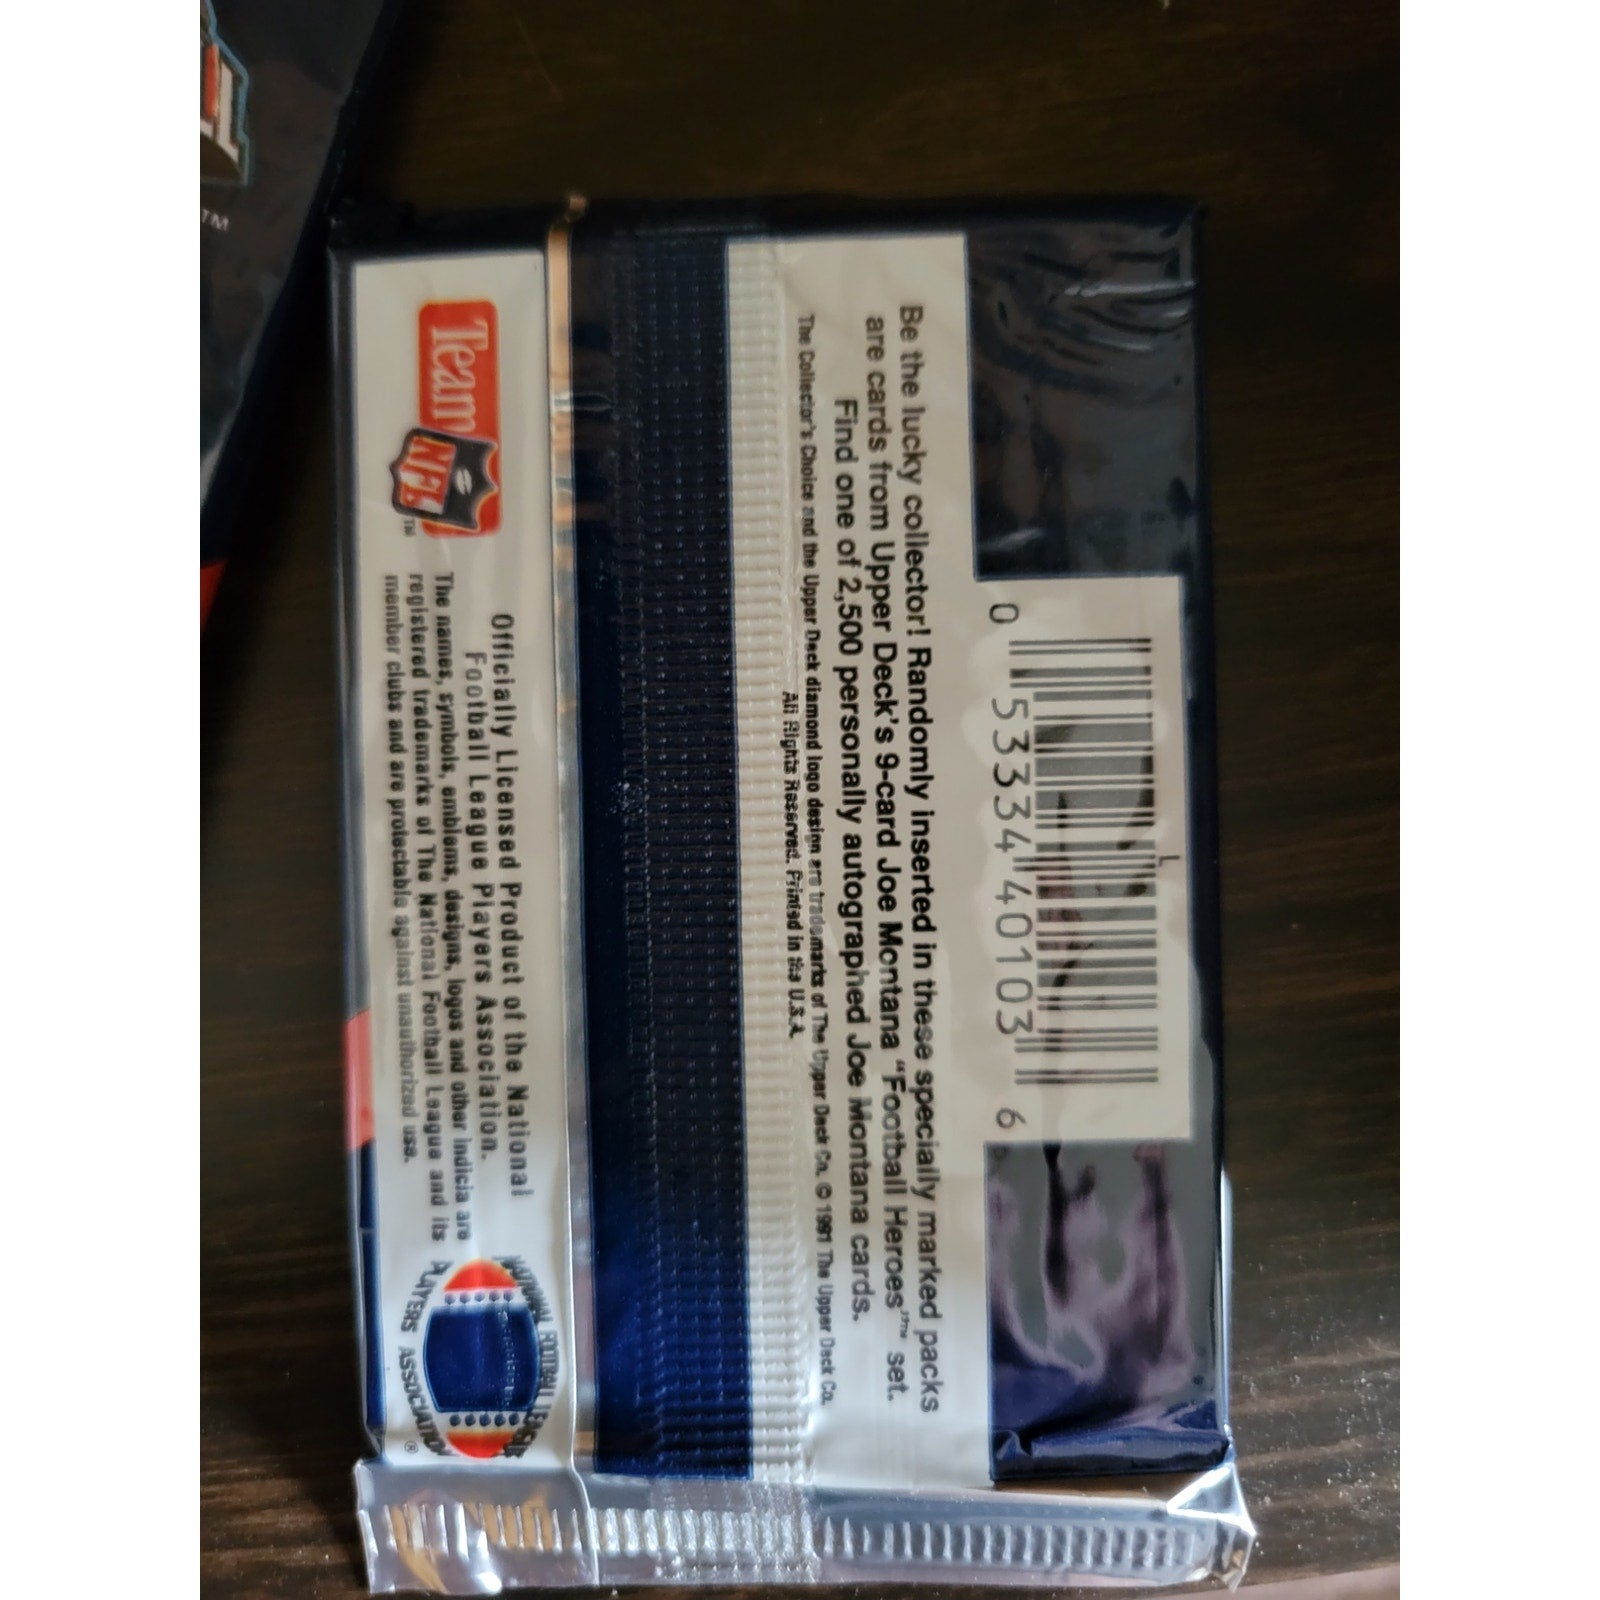 0 53334 40103 6
L
Be the lucky collector! Randomly inserted in these specially marked packs
are cards from Upper Deck's 9-card Joe Montana "Football Heroes"™ set.
Find one of 2,500 personally autographed Joe Montana cards.
The Collector's Choice and the Upper Deck diamond logo design are trademarks of The Upper Deck Co. © 1991 The Upper Deck Co.
All Rights Reserved. Printed in the U.S.A.
Team
NFL
™
Officially Licensed Product of the National
Football League Players Association.
The names, symbols, emblems, designs, logos and other indicia are
registered trademarks of The National Football League and its
member clubs and are protectable against unauthorized use.
NATIONAL FOOTBALL LEAGUE
PLAYERS ASSOCIATION
®
™